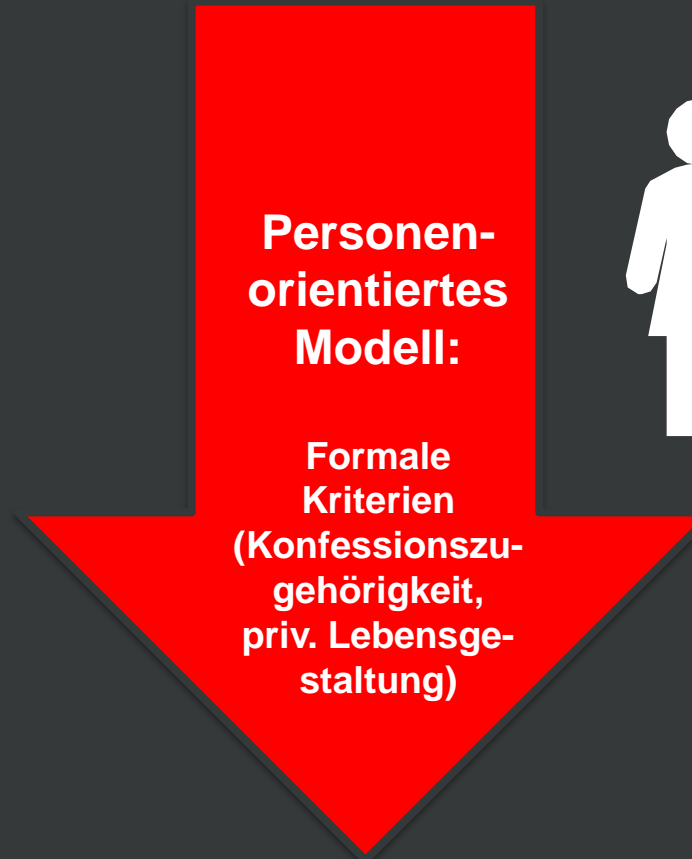 Personen-
orientiertes
Modell:
Formale
Kriterien
(Konfessionszu-
gehörigkeit,
priv. Lebensge-
staltung)